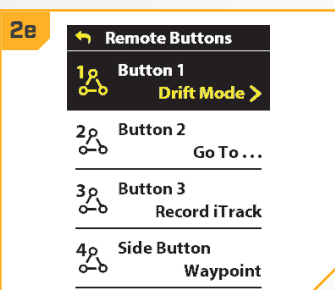 2e
Remote Buttons
1 Button 1
Drift Mode >
2 Button 2
Go To ...
3 Button 3
Record iTrack
4 Side Button
Waypoint